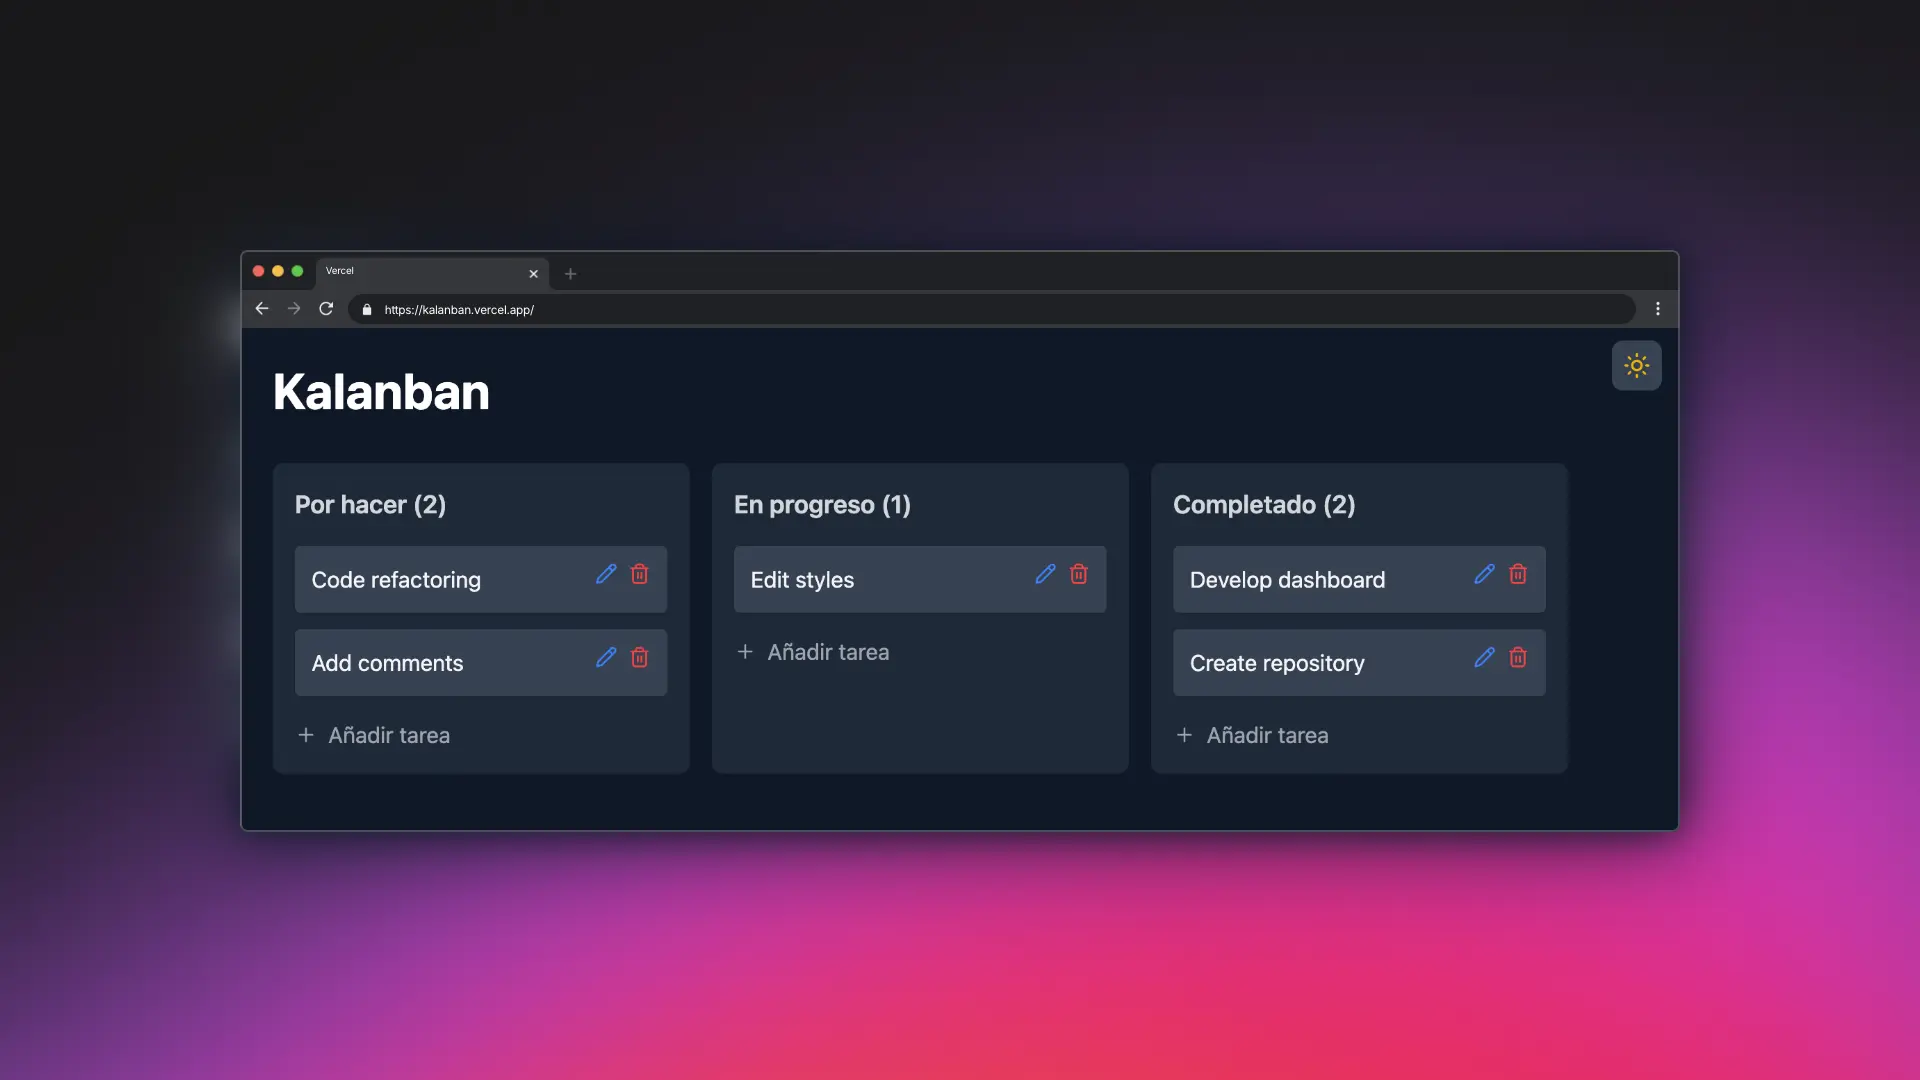 Vercel
https://kalanban.vercel.app/
Kalanban
Por hacer (2)
Code refactoring
Add comments
Añadir tarea
En progreso (1)
Edit styles
Añadir tarea
Completado (2)
Develop dashboard
Create repository
Añadir tarea